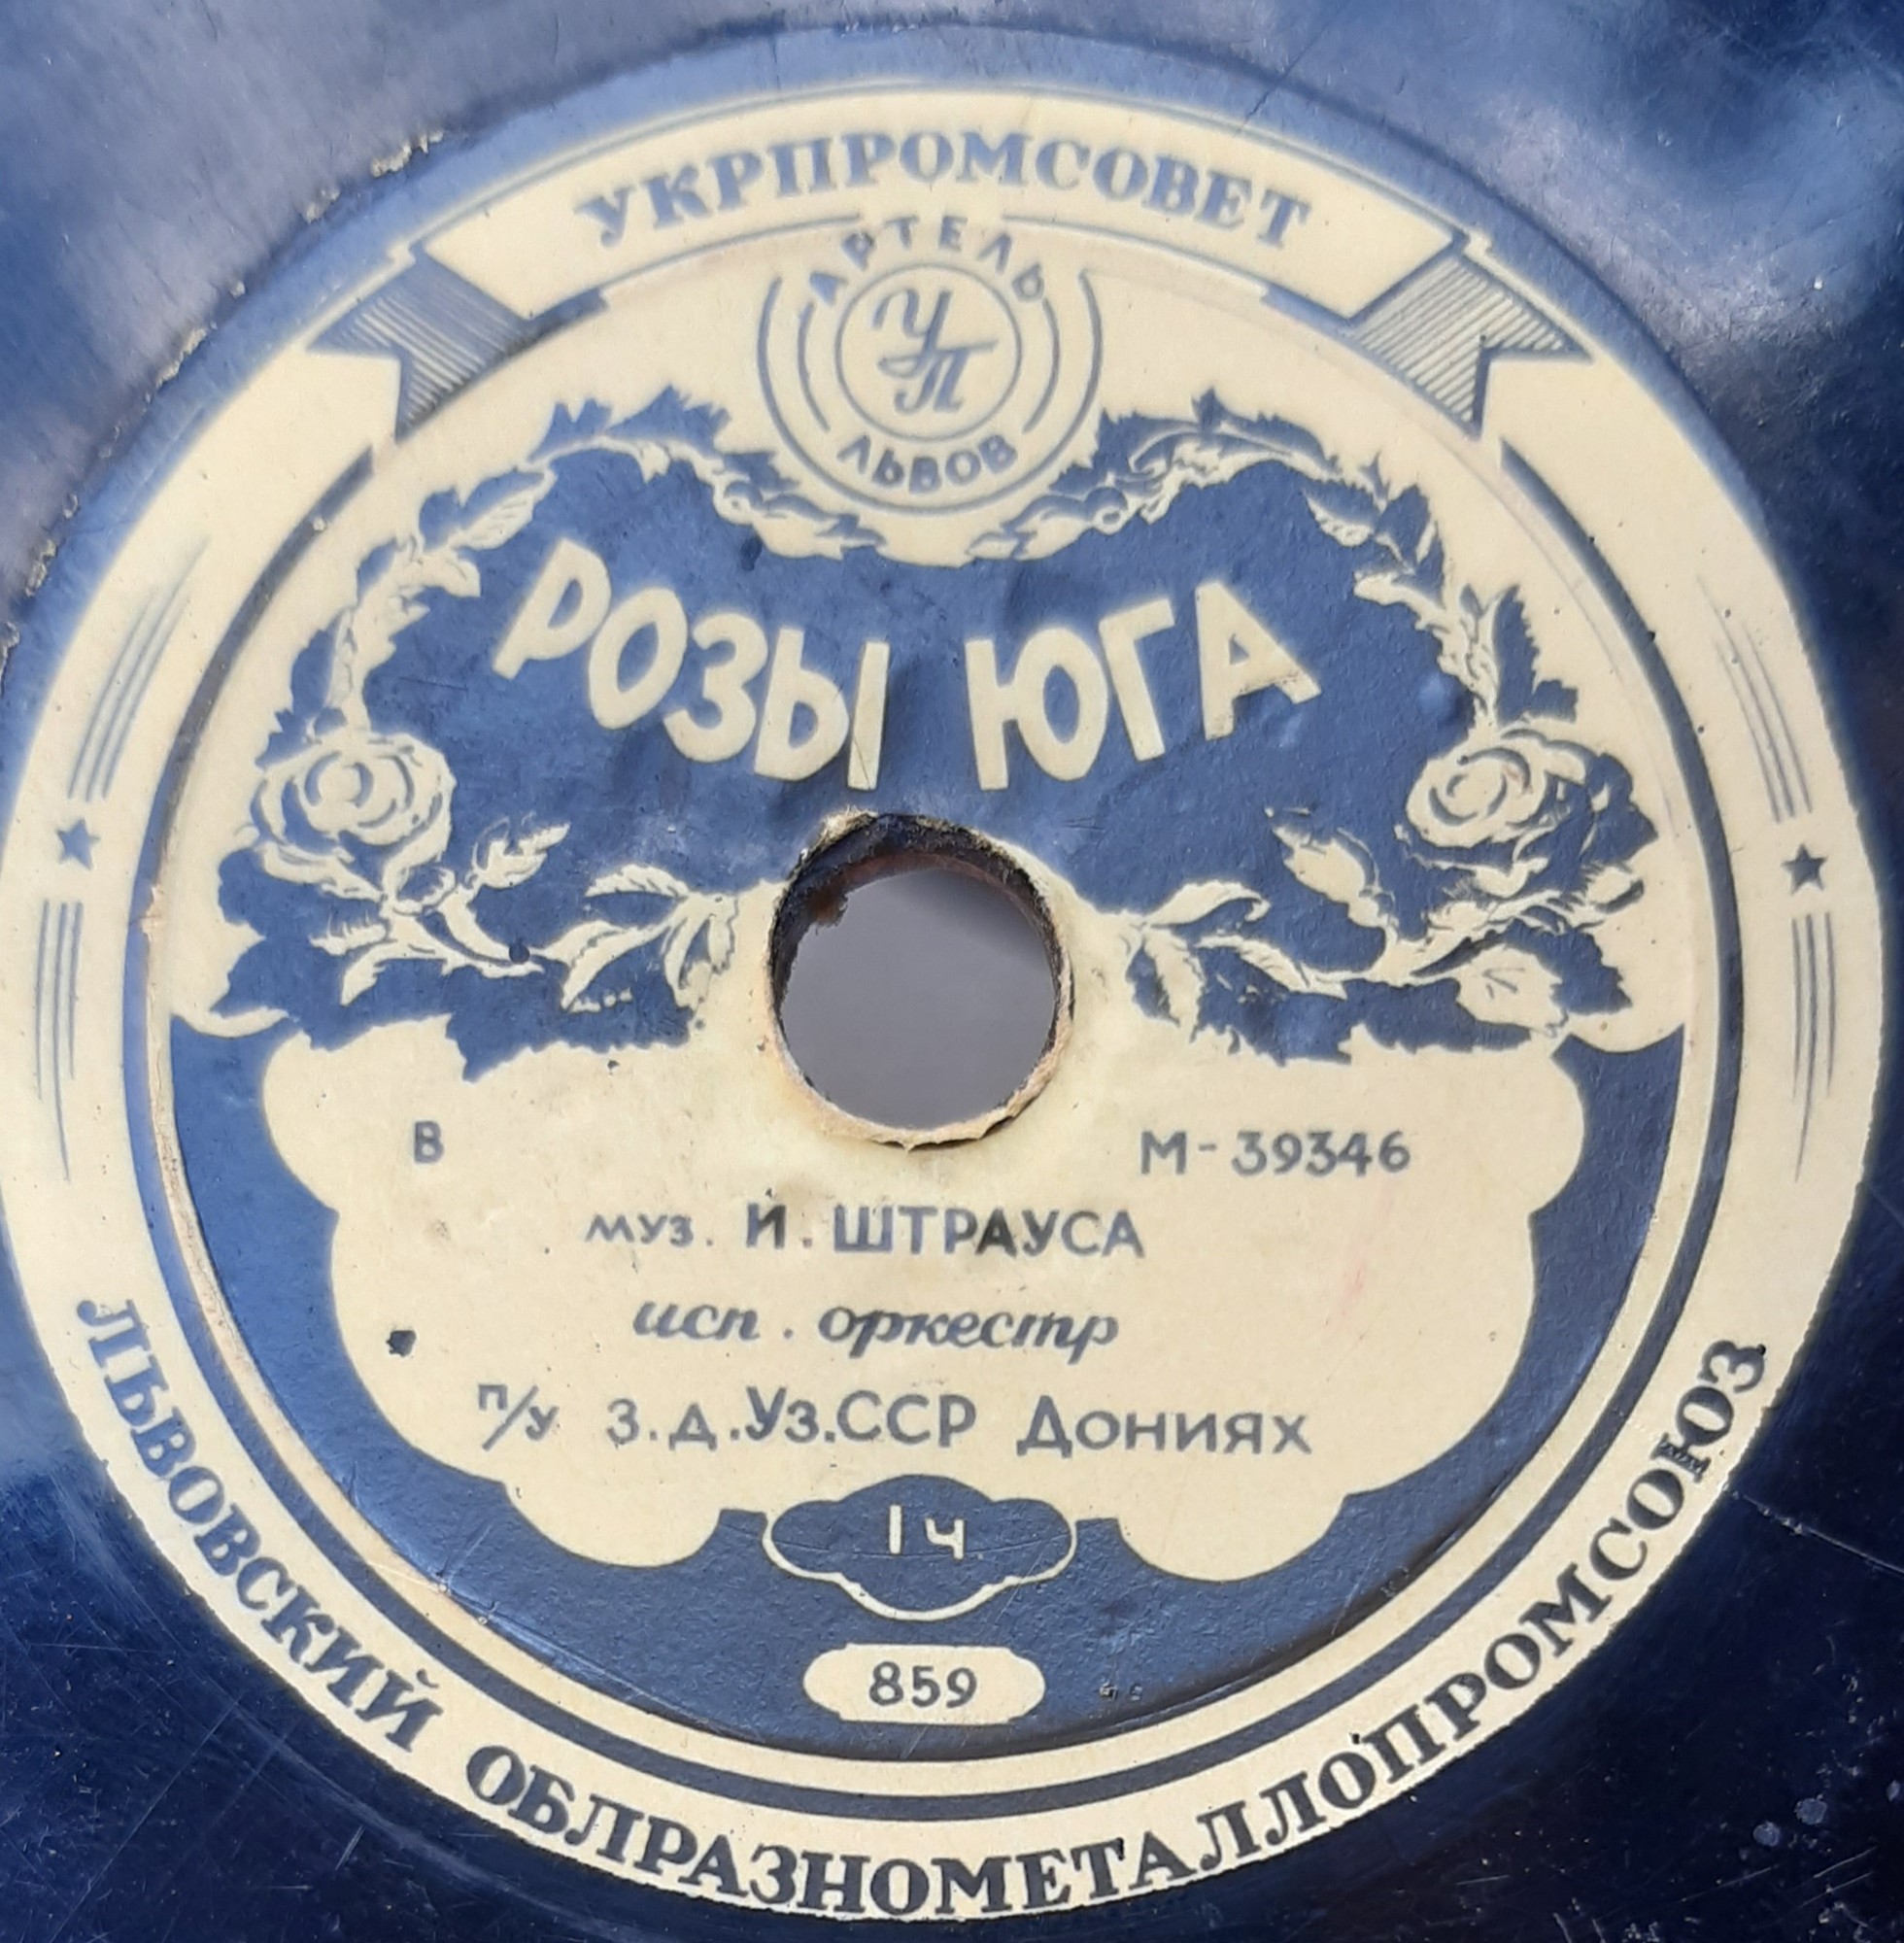 УКРПРОМСОВЕТ
АРТЕЛЬ
УП
ЛЬВОВ
РОЗЫ ЮГА
В
М-39346
муз. И. ШТРАУСА
исп. оркестр
п/у З.д.Уз.ССР Дониях
1ч
859
ЛЬВОВСКИЙ ОБЛРАЗНОМЕТАЛЛОПРОМСОЮЗ